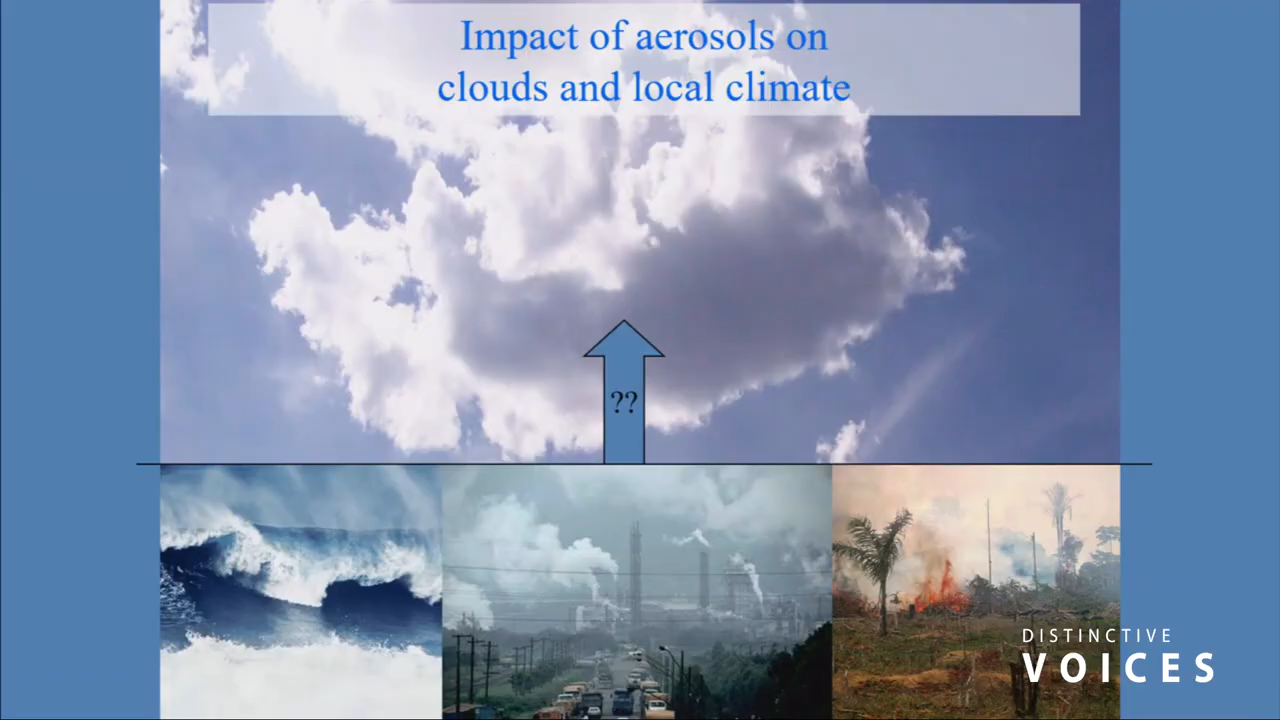 Impact of aerosols on
clouds and local climate
??
DISTINCTIVE
VOICES